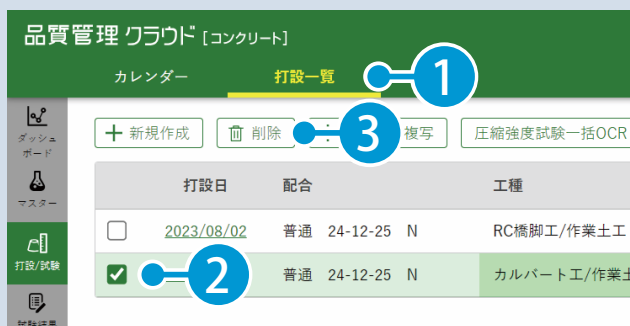 品質管理クラウド [コンクリート]
カレンダー 打設一覧 1
ダッシュ
ボード
マスター
打設/試験
試験結果
新規作成 削除 3 複写 圧縮強度試験一括OCR
打設日 配合 工種
2023/08/02 普通 24-12-25 N RC橋脚工/作業土工
2 普通 24-12-25 N カルバート工/作業土